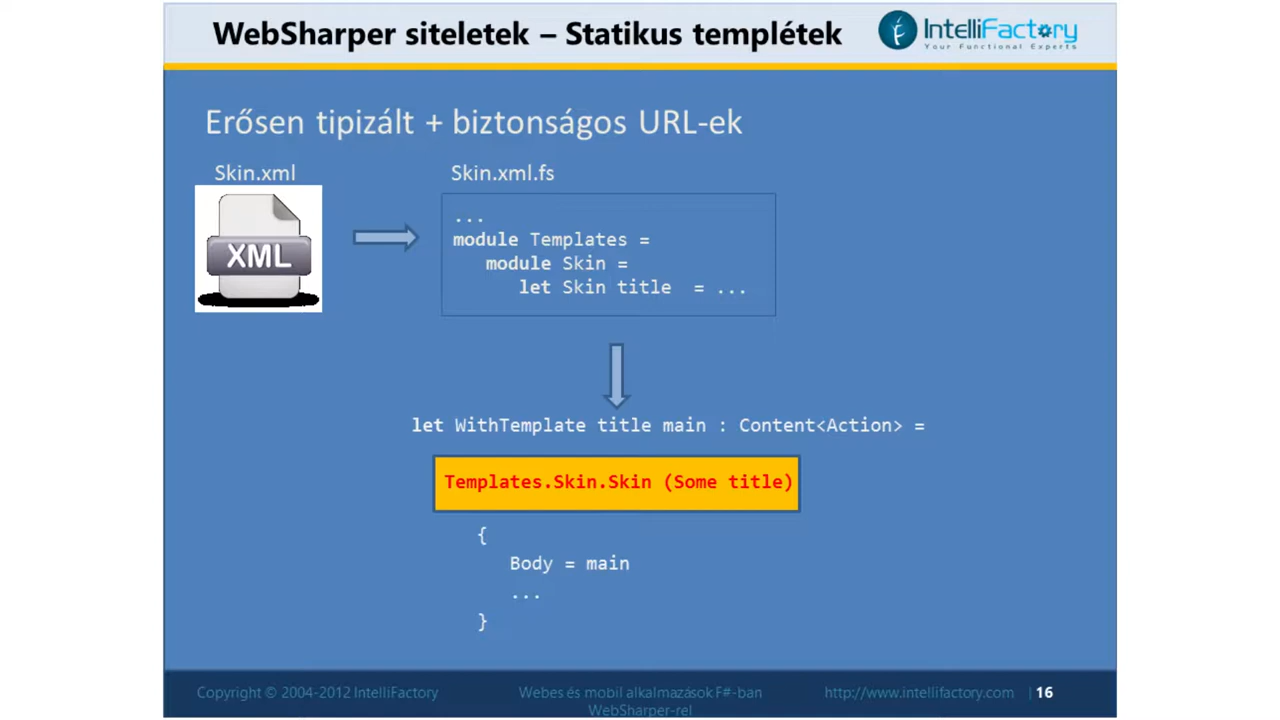 WebSharper siteletek – Statikus templétek
IntelliFactory
Your Functional Experts
Erősen tipizált + biztonságos URL-ek
Skin.xml
Skin.xml.fs
XML
...
module Templates =
module Skin =
let Skin title = ...
let WithTemplate title main : Content<Action> =
Templates.Skin.Skin (Some title)
{
Body = main
...
}
Copyright © 2004-2012 IntelliFactory
Webes és mobil alkalmazások F#-ban
WebSharper-rel
http://www.intellifactory.com | 16